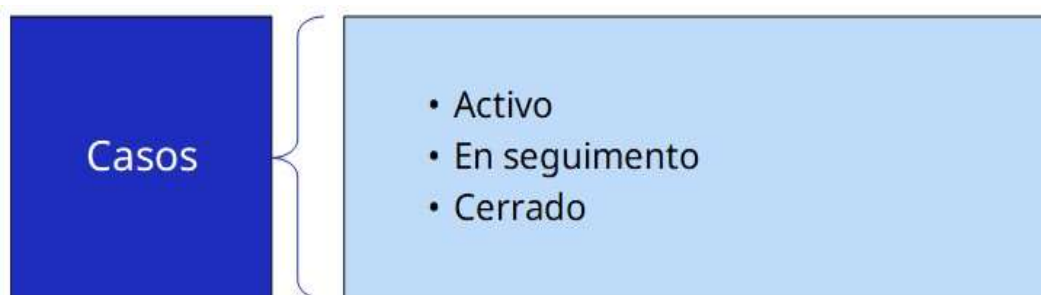 Casos
• Activo
• En seguimento
• Cerrado